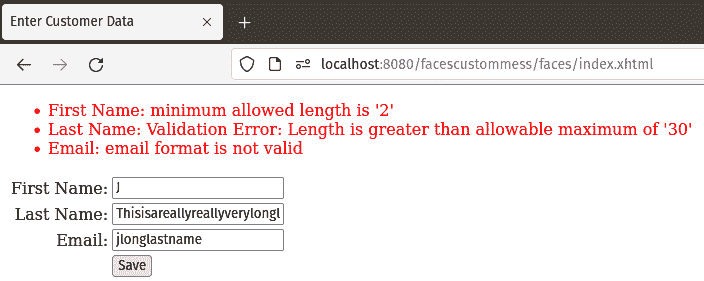 Enter Customer Data
localhost:8080/facescustommess/faces/index.xhtml
First Name: minimum allowed length is '2'
Last Name: Validation Error: Length is greater than allowable maximum of '30'
Email: email format is not valid
First Name: J
Last Name: Thisisareallyreallyverylongl
Email: jlonglastname
Save